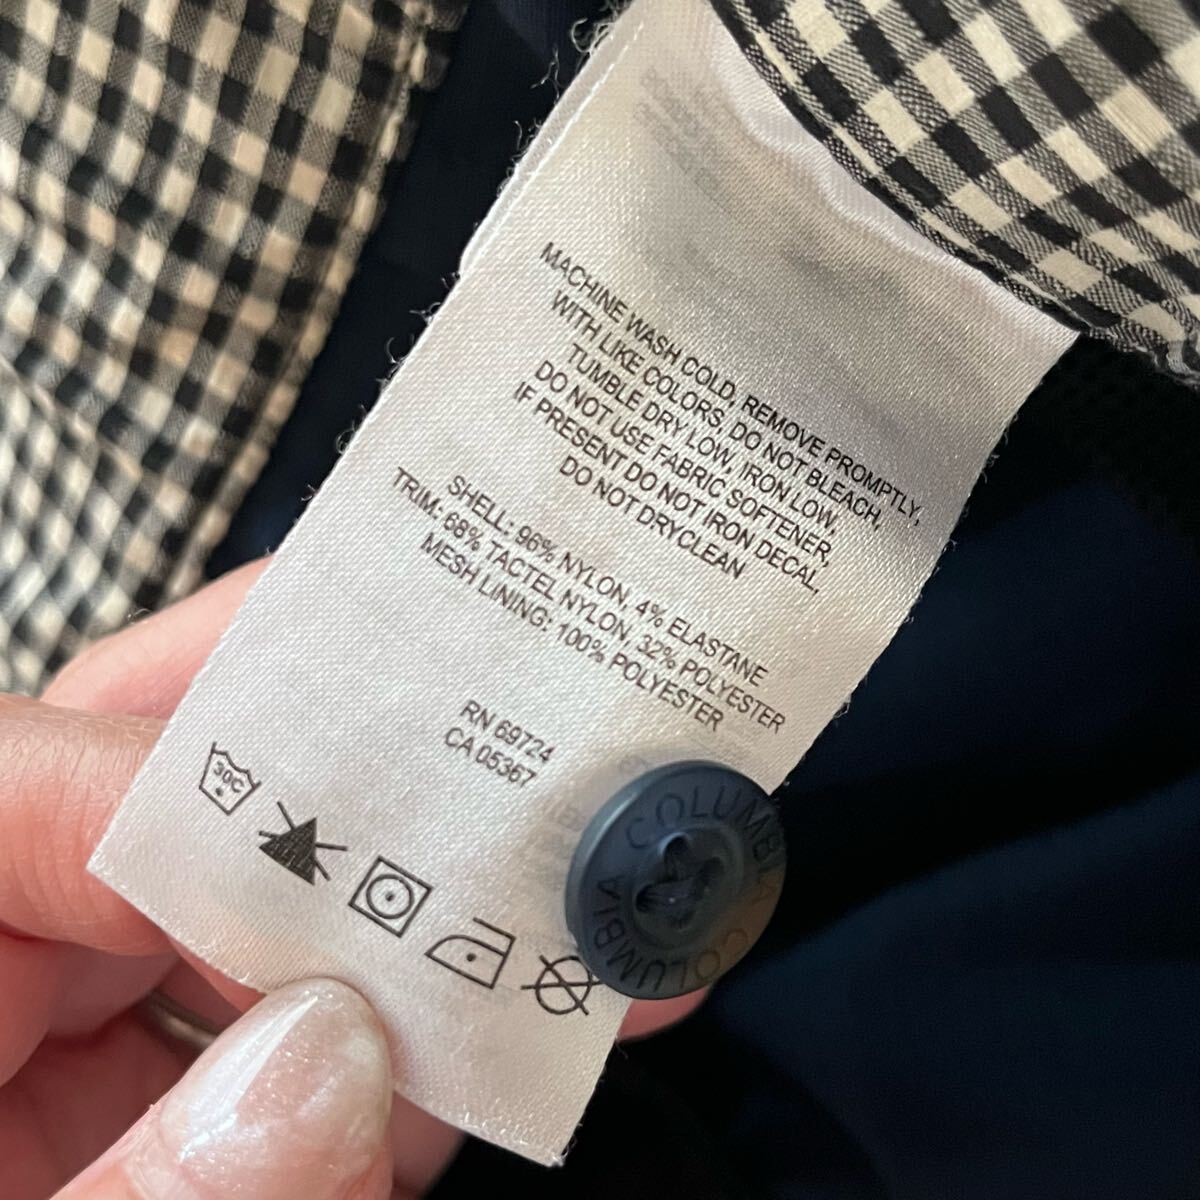 MACHINE WASH COLD, REMOVE PROMPTLY,
WITH LIKE COLORS, DO NOT BLEACH,
TUMBLE DRY LOW, IRON LOW,
DO NOT USE FABRIC SOFTENER,
IF PRESENT DO NOT IRON DECAL,
DO NOT DRYCLEAN
SHELL: 96% NYLON, 4% ELASTANE
TRIM: 68% TACTEL NYLON, 32% POLYESTER
MESH LINING: 100% POLYESTER
RN 69724
CA 05367
30C
COLUMBIA
COLUMBIA